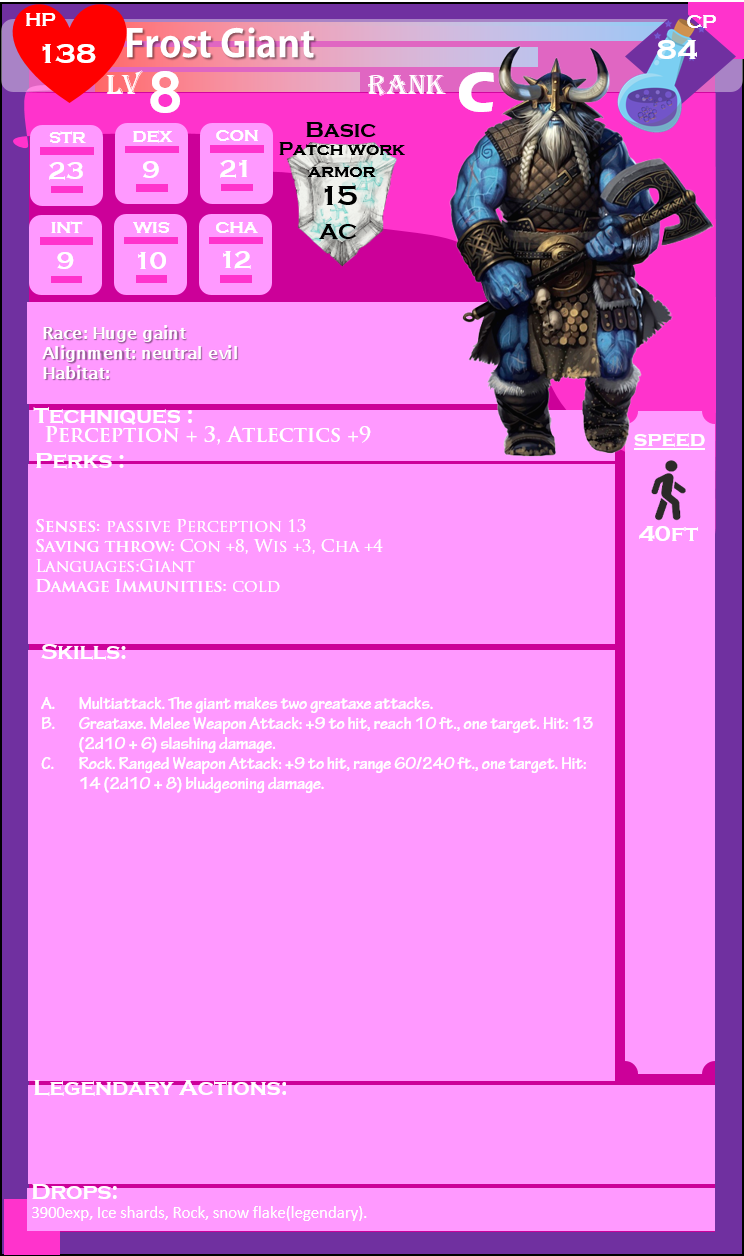 HP
138
Frost Giant
CP
84
LV 8
RANK C
STR
23
DEX
9
CON
21
INT
9
WIS
10
CHA
12
Basic
Patch work
armor
15
AC
Race: Huge gaint
Alignment: neutral evil
Habitat:
Techniques :
Perception + 3, Atlectics +9
Perks :
Senses: passive Perception 13
Saving throw: Con +8, Wis +3, Cha +4
Languages:Giant
Damage Immunities: cold
speed
40ft
Skills:
A. Multiattack. The giant makes two greataxe attacks.
B. Greataxe. Melee Weapon Attack: +9 to hit, reach 10 ft., one target. Hit: 13
(2d10 + 6) slashing damage.
C. Rock. Ranged Weapon Attack: +9 to hit, range 60/240 ft., one target. Hit:
14 (2d10 + 8) bludgeoning damage.
Legendary Actions:
Drops:
3900exp, Ice shards, Rock, snow flake(legendary).